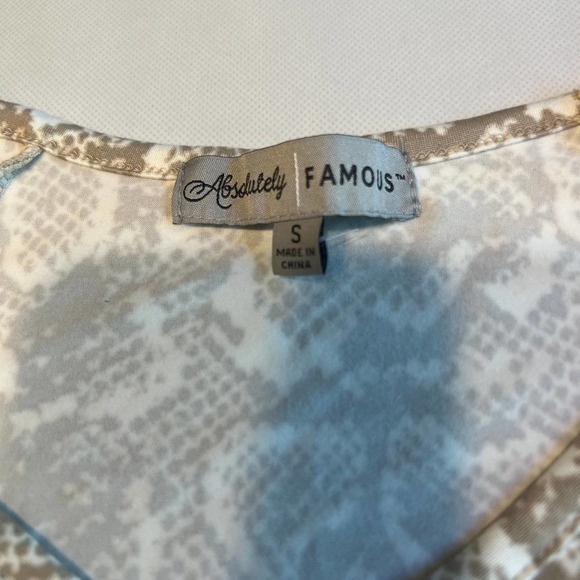 Absolutely | FAMOUS™
S
MADE IN
CHINA